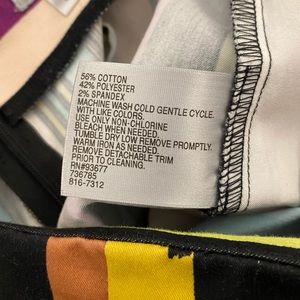 56% COTTON
42% POLYESTER
2% SPANDEX
MACHINE WASH COLD GENTLE CYCLE.
WITH LIKE COLORS.
USE ONLY NON-CHLORINE
BLEACH WHEN NEEDED.
TUMBLE DRY LOW REMOVE PROMPTLY.
WARM IRON AS NEEDED
REMOVE DETACHABLE TRIM
PRIOR TO CLEANING.
RN#93677
736785
816-7312